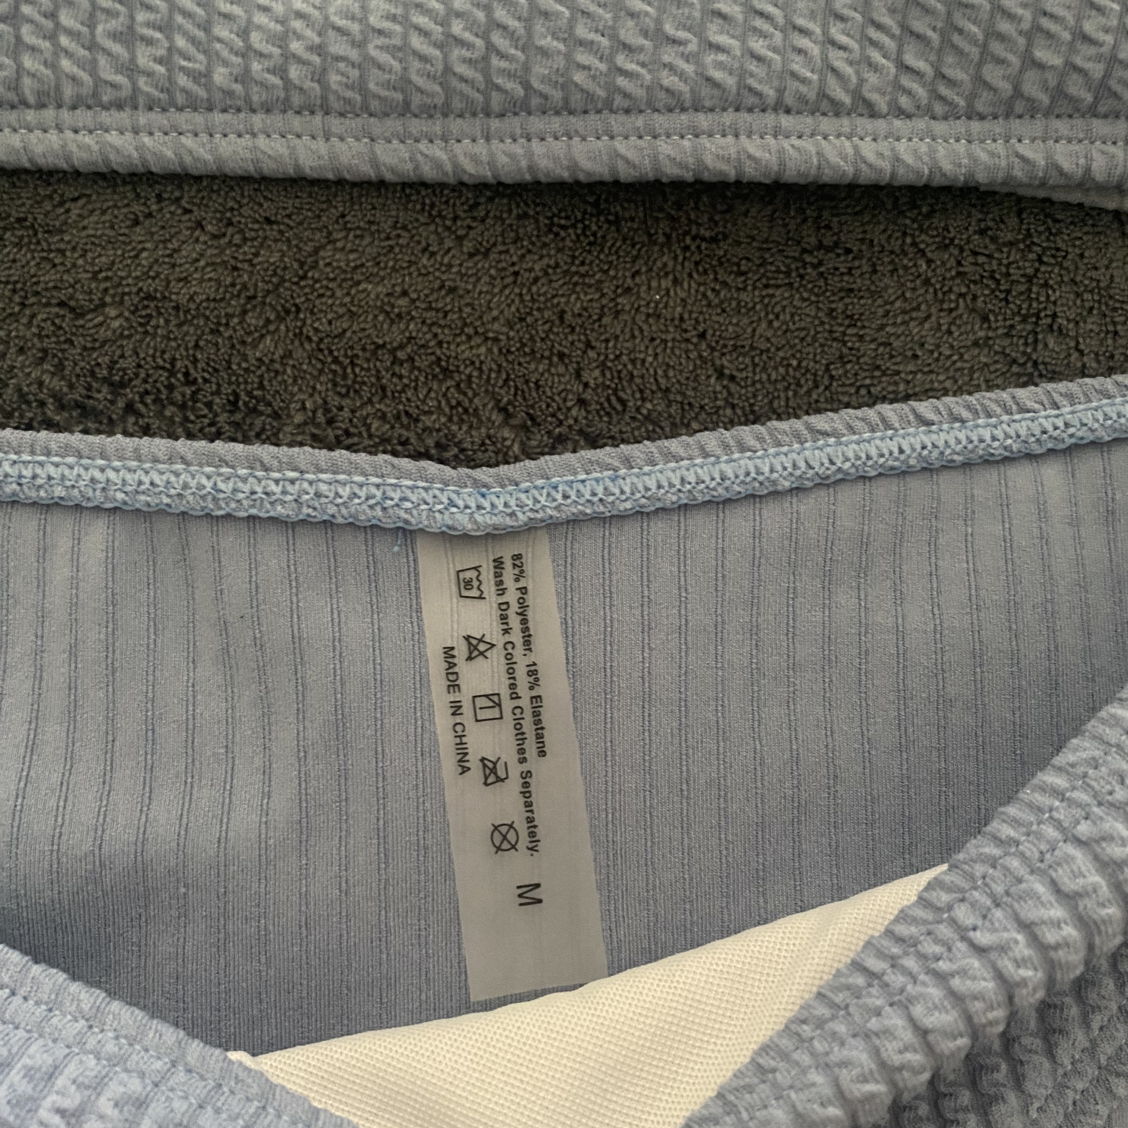 82% Polyester, 18% Elastane
Wash Dark Colored Clothes Separately.
30
MADE IN CHINA
M